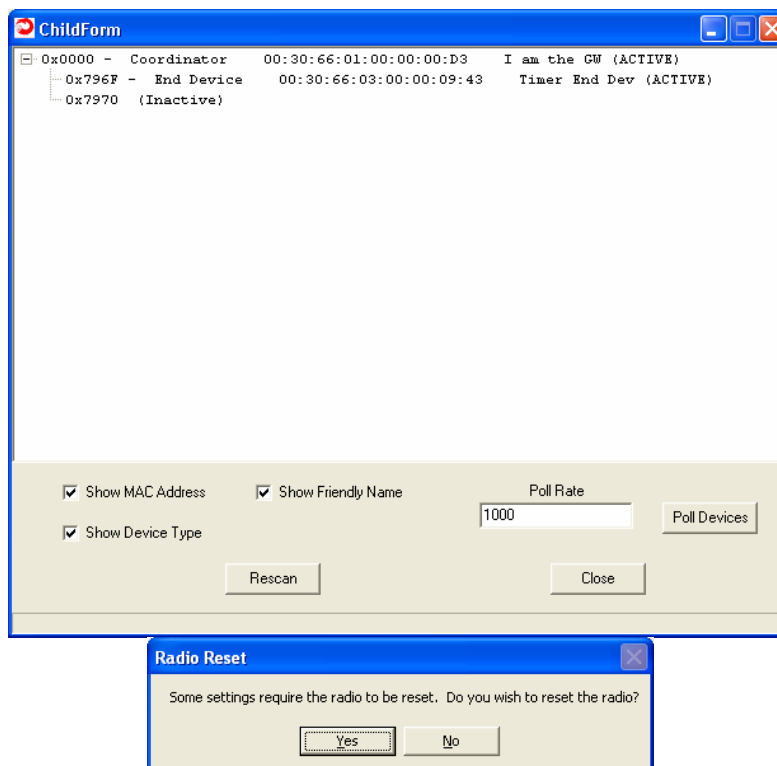 ChildForm
0x0000 - Coordinator 00:30:66:01:00:00:00:D3 I am the GW (ACTIVE)
0x796F - End Device 00:30:66:03:00:00:09:43 Timer End Dev (ACTIVE)
0x7970 (Inactive)
Show MAC Address Show Friendly Name Poll Rate
1000 Poll Devices
Show Device Type
Rescan Close
Radio Reset
Some settings require the radio to be reset. Do you wish to reset the radio?
Yes No